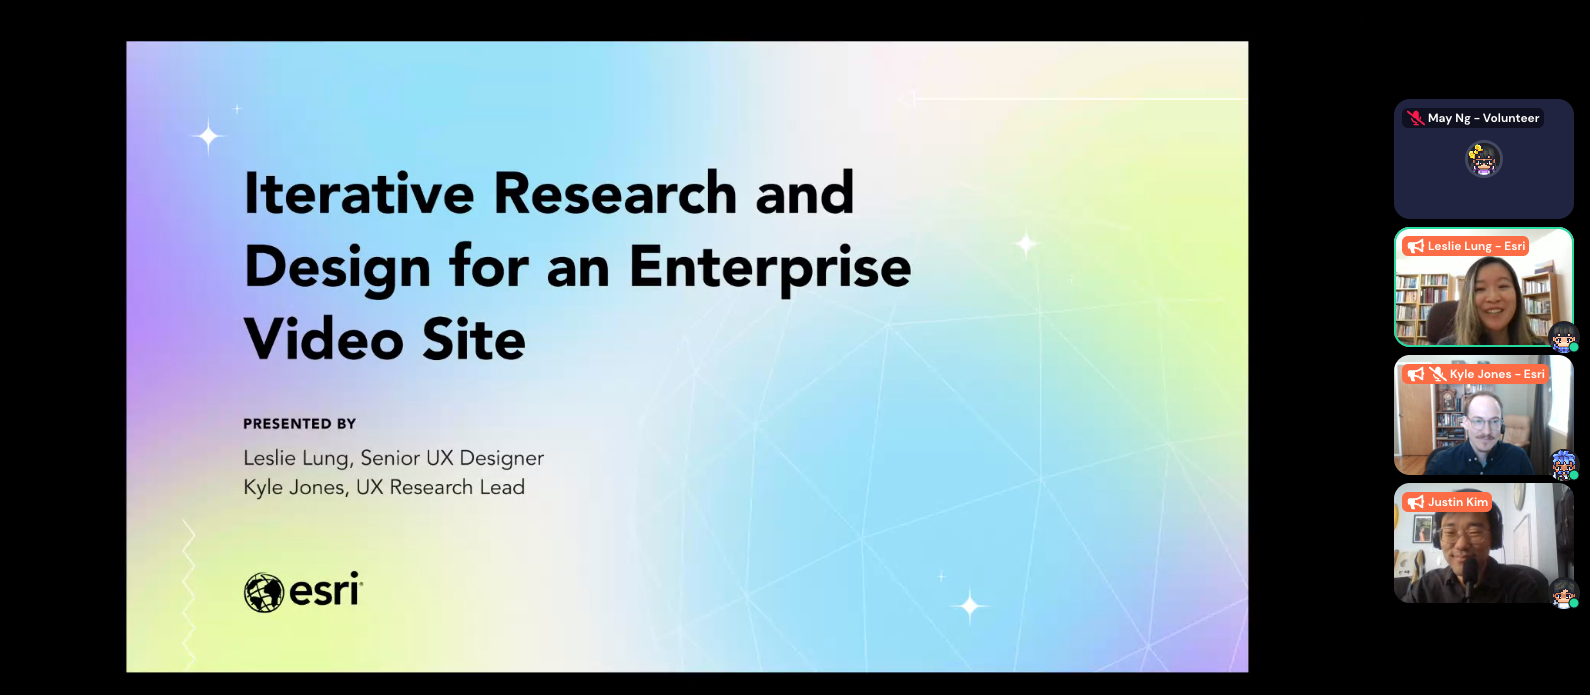 Iterative Research and
Design for an Enterprise
Video Site
PRESENTED BY
Leslie Lung, Senior UX Designer
Kyle Jones, UX Research Lead
esri
May Ng - Volunteer
Leslie Lung - Esri
Kyle Jones - Esri
Justin Kim